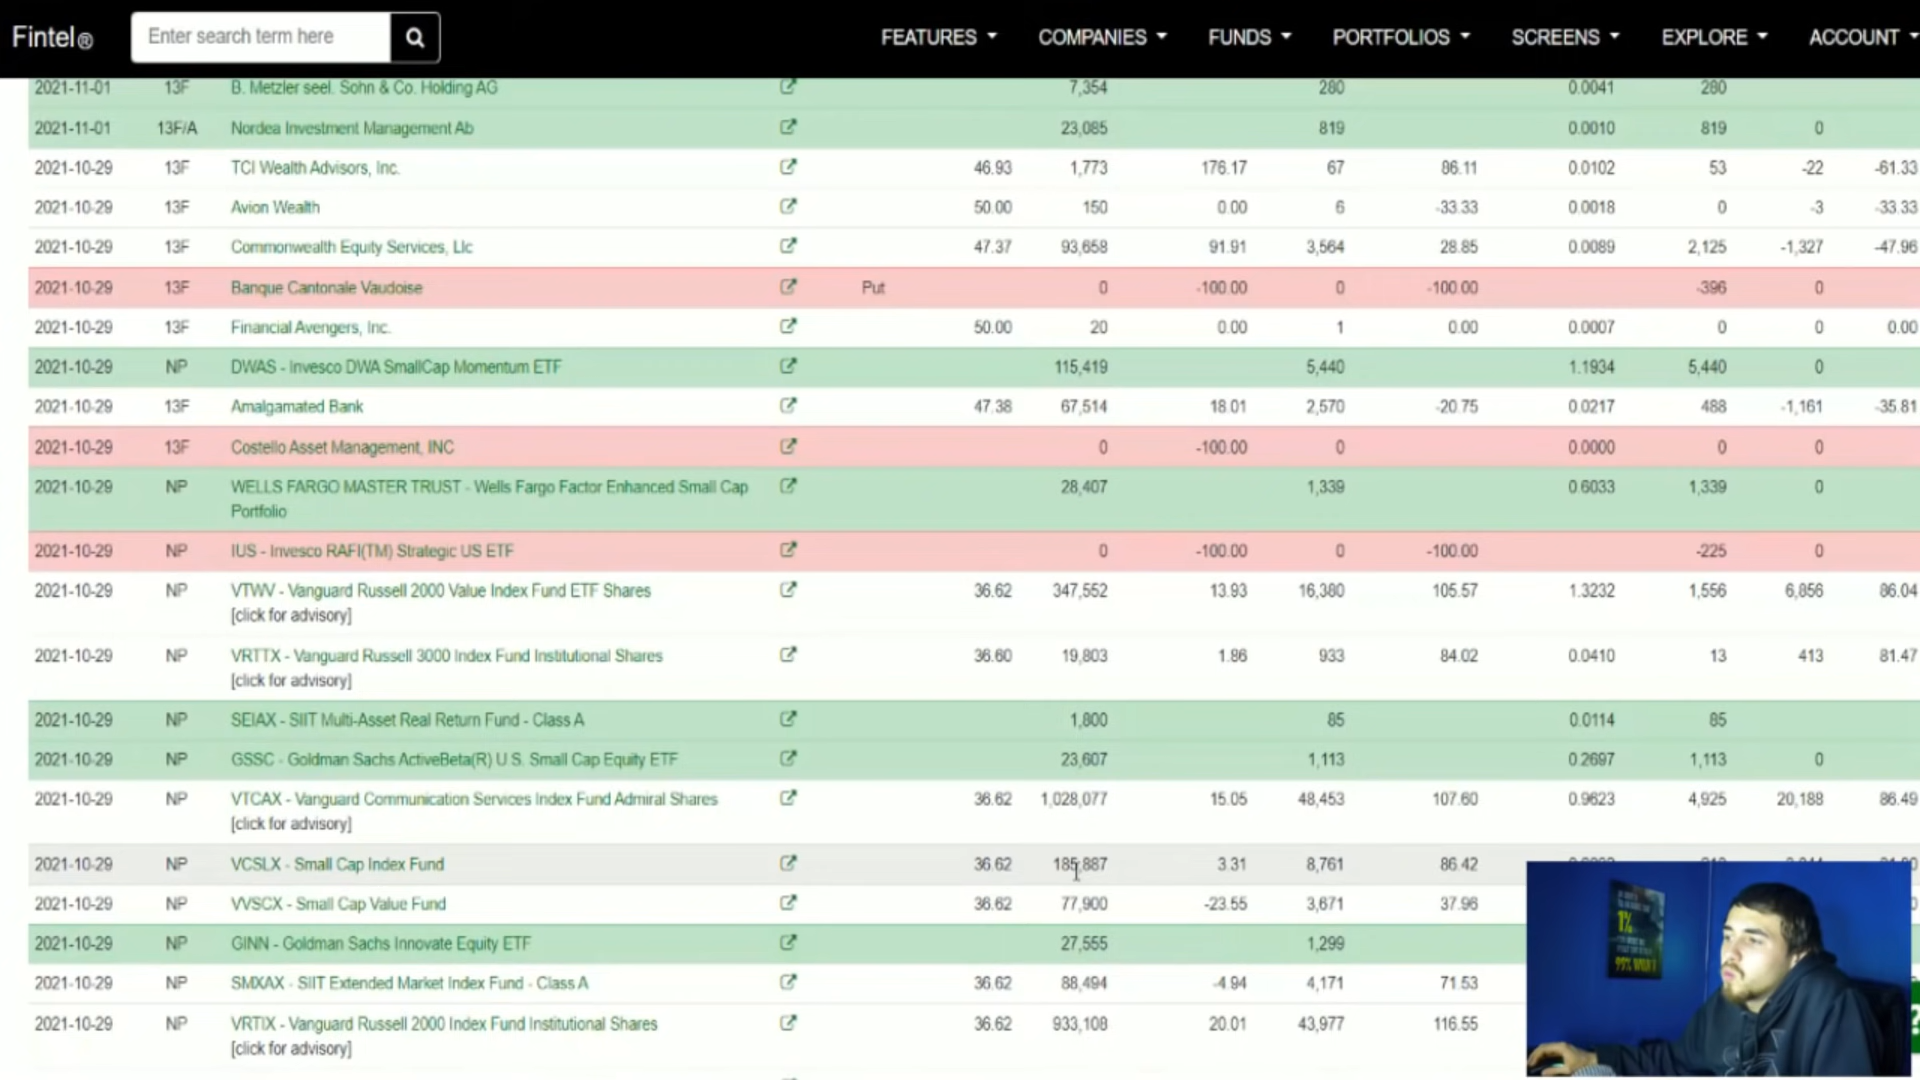 Fintel® Enter search term here FEATURES COMPANIES FUNDS PORTFOLIOS SCREENS EXPLORE ACCOUNT
2021-11-01 13F B. Metzler seel. Sohn & Co. Holding AG 7,354 280 0.0041 280
2021-11-01 13F/A Nordea Investment Management Ab 23,085 819 0.0010 819 0
2021-10-29 13F TCI Wealth Advisors, Inc. 46.93 1,773 176.17 67 86.11 0.0102 53 -22 -61.33
2021-10-29 13F Avion Wealth 50.00 150 0.00 6 -33.33 0.0018 0 -3 -33.33
2021-10-29 13F Commonwealth Equity Services, Llc 47.37 93,658 91.91 3,564 28.85 0.0089 2,125 -1,327 -47.96
2021-10-29 13F Banque Cantonale Vaudoise Put 0 -100.00 0 -100.00 -396 0
2021-10-29 13F Financial Avengers, Inc. 50.00 20 0.00 1 0.00 0.0007 0 0 0.00
2021-10-29 NP DWAS - Invesco DWA SmallCap Momentum ETF 115,419 5,440 1.1934 5,440 0
2021-10-29 13F Amalgamated Bank 47.38 67,514 18.01 2,570 -20.75 0.0217 488 -1,161 -35.81
2021-10-29 13F Costello Asset Management, INC 0 -100.00 0 0.0000 0 0
2021-10-29 NP WELLS FARGO MASTER TRUST - Wells Fargo Factor Enhanced Small Cap 28,407 1,339 0.6033 1,339 0
Portfolio
2021-10-29 NP IUS - Invesco RAFI(TM) Strategic US ETF 0 -100.00 0 -100.00 -225 0
2021-10-29 NP VTWV - Vanguard Russell 2000 Value Index Fund ETF Shares 36.62 347,552 13.93 16,380 105.57 1.3232 1,556 6,856 86.04
[click for advisory]
2021-10-29 NP VRTTX - Vanguard Russell 3000 Index Fund Institutional Shares 36.60 19,803 1.86 933 84.02 0.0410 13 413 81.47
[click for advisory]
2021-10-29 NP SEIAX - SIIT Multi-Asset Real Return Fund - Class A 1,800 85 0.0114 85
2021-10-29 NP GSSC - Goldman Sachs ActiveBeta(R) U.S. Small Cap Equity ETF 23,607 1,113 0.2697 1,113 0
2021-10-29 NP VTCAX - Vanguard Communication Services Index Fund Admiral Shares 36.62 1,028,077 15.05 48,453 107.60 0.9623 4,925 20,188 86.49
[click for advisory]
2021-10-29 NP VCSLX - Small Cap Index Fund 36.62 185,887 3.31 8,761 86.42
2021-10-29 NP VVSCX - Small Cap Value Fund 36.62 77,900 -23.55 3,671 37.96
2021-10-29 NP GINN - Goldman Sachs Innovate Equity ETF 27,555 1,299
2021-10-29 NP SMXAX - SIIT Extended Market Index Fund - Class A 36.62 88,494 -4.94 4,171 71.53
2021-10-29 NP VRTIX - Vanguard Russell 2000 Index Fund Institutional Shares 36.62 933,108 20.01 43,977 116.55
[click for advisory]
1%
99% WON'T